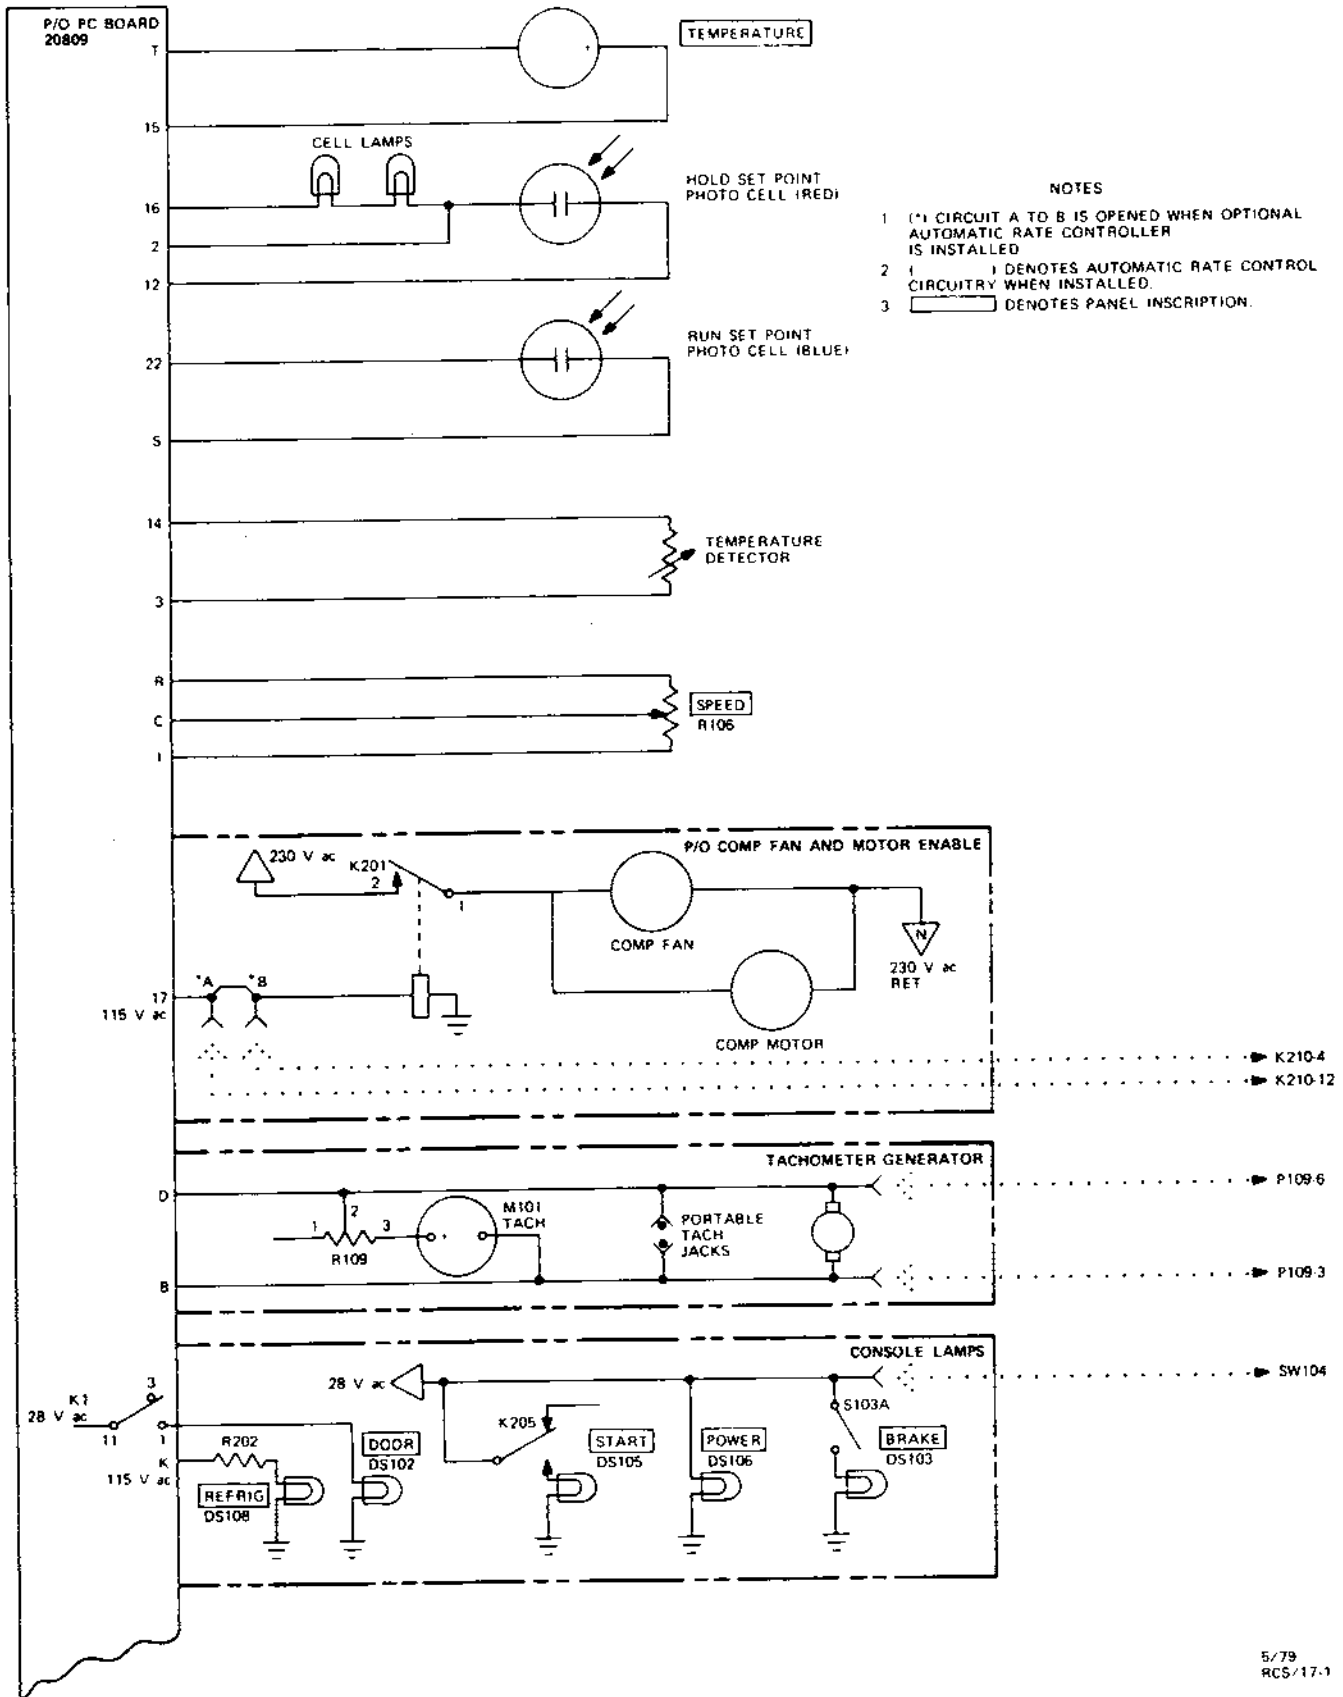 P/O PC BOARD
20809
T
TEMPERATURE
+
15
CELL LAMPS
16
HOLD SET POINT
PHOTO CELL (RED)
2
12
NOTES
1 (*) CIRCUIT A TO B IS OPENED WHEN OPTIONAL
AUTOMATIC RATE CONTROLLER
IS INSTALLED
2 ( ) DENOTES AUTOMATIC RATE CONTROL
CIRCUITRY WHEN INSTALLED.
3 DENOTES PANEL INSCRIPTION.
RUN SET POINT
PHOTO CELL (BLUE)
22
S
14
TEMPERATURE
DETECTOR
3
R
SPEED
R106
C
1
P/O COMP FAN AND MOTOR ENABLE
230 V ac
K201
2
1
COMP FAN
N
230 V ac
RET
*A
*B
17
115 V ac
COMP MOTOR
K210-4
K210-12
TACHOMETER GENERATOR
D
P109-6
M101
TACH
1
2
3
+
R109
PORTABLE
TACH
JACKS
B
P109-3
CONSOLE LAMPS
28 V ac
SW104
3
K1
28 V ac
11
1
K205
S103A
R202
DOOR
DS102
START
DS105
POWER
DS106
BRAKE
DS103
K
115 V ac
REFRIG
DS108
5/79
RCS/17-1